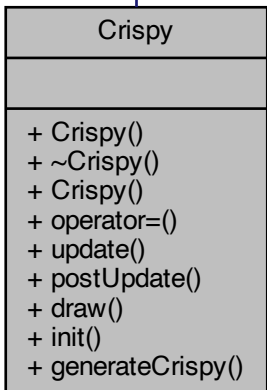 Crispy
+ Crispy()
+ ~Crispy()
+ Crispy()
+ operator=()
+ update()
+ postUpdate()
+ draw()
+ init()
+ generateCrispy()